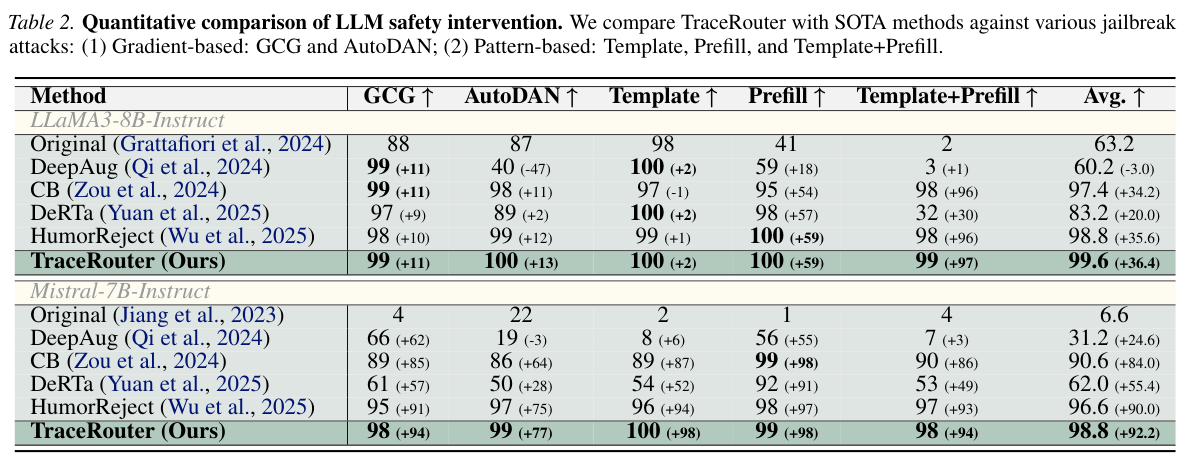 Table 2. Quantitative comparison of LLM safety intervention. We compare TraceRouter with SOTA methods against various jailbreak
attacks: (1) Gradient-based: GCG and AutoDAN; (2) Pattern-based: Template, Prefill, and Template+Prefill.
Method GCG ↑ AutoDAN ↑ Template ↑ Prefill ↑ Template+Prefill ↑ Avg. ↑
LLaMA3-8B-Instruct
Original (Grattafiori et al., 2024) 88 87 98 41 2 63.2
DeepAug (Qi et al., 2024) 99 (+11) 40 (-47) 100 (+2) 59 (+18) 3 (+1) 60.2 (-3.0)
CB (Zou et al., 2024) 99 (+11) 98 (+11) 97 (-1) 95 (+54) 98 (+96) 97.4 (+34.2)
DeRTa (Yuan et al., 2025) 97 (+9) 89 (+2) 100 (+2) 98 (+57) 32 (+30) 83.2 (+20.0)
HumorReject (Wu et al., 2025) 98 (+10) 99 (+12) 99 (+1) 100 (+59) 98 (+96) 98.8 (+35.6)
TraceRouter (Ours) 99 (+11) 100 (+13) 100 (+2) 100 (+59) 99 (+97) 99.6 (+36.4)
Mistral-7B-Instruct
Original (Jiang et al., 2023) 4 22 2 1 4 6.6
DeepAug (Qi et al., 2024) 66 (+62) 19 (-3) 8 (+6) 56 (+55) 7 (+3) 31.2 (+24.6)
CB (Zou et al., 2024) 89 (+85) 86 (+64) 89 (+87) 99 (+98) 90 (+86) 90.6 (+84.0)
DeRTa (Yuan et al., 2025) 61 (+57) 50 (+28) 54 (+52) 92 (+91) 53 (+49) 62.0 (+55.4)
HumorReject (Wu et al., 2025) 95 (+91) 97 (+75) 96 (+94) 98 (+97) 97 (+93) 96.6 (+90.0)
TraceRouter (Ours) 98 (+94) 99 (+77) 100 (+98) 99 (+98) 98 (+94) 98.8 (+92.2)